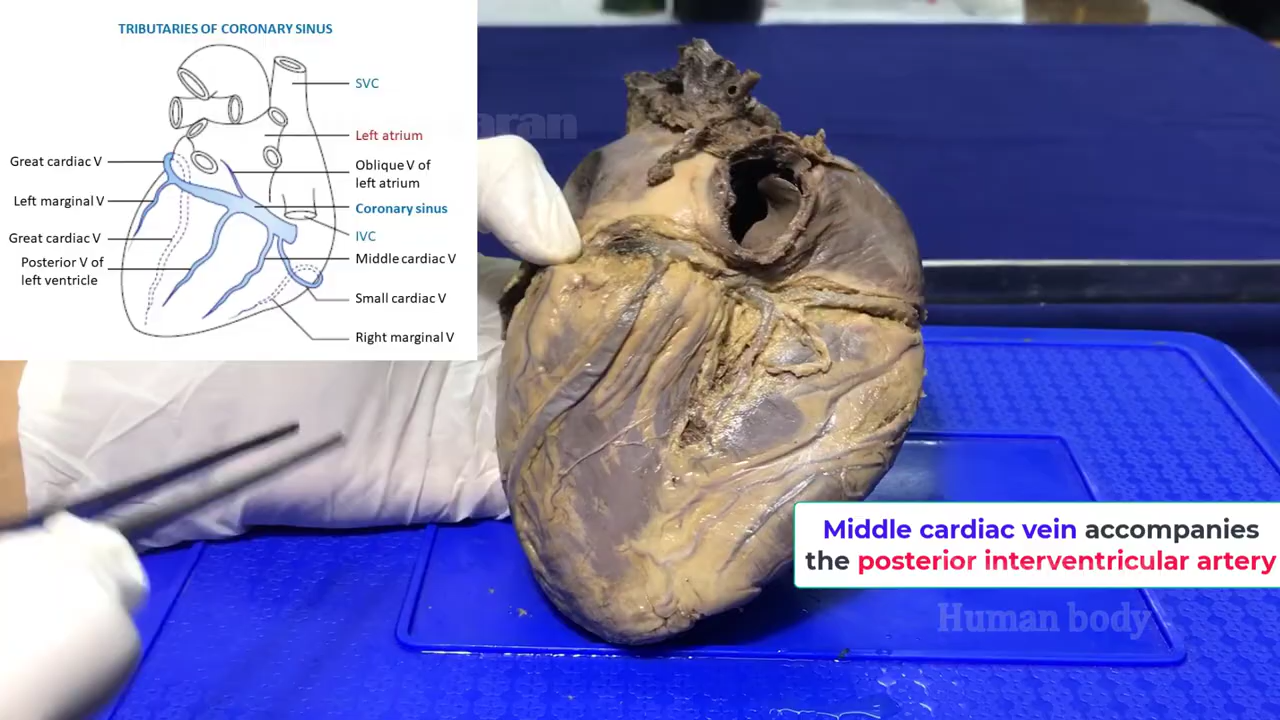 TRIBUTARIES OF CORONARY SINUS
SVC
Left atrium
Great cardiac V
Oblique V of
left atrium
Left marginal V
Coronary sinus
Great cardiac V
IVC
Posterior V of
left ventricle
Middle cardiac V
Small cardiac V
Right marginal V
Middle cardiac vein accompanies
the posterior interventricular artery
Human body